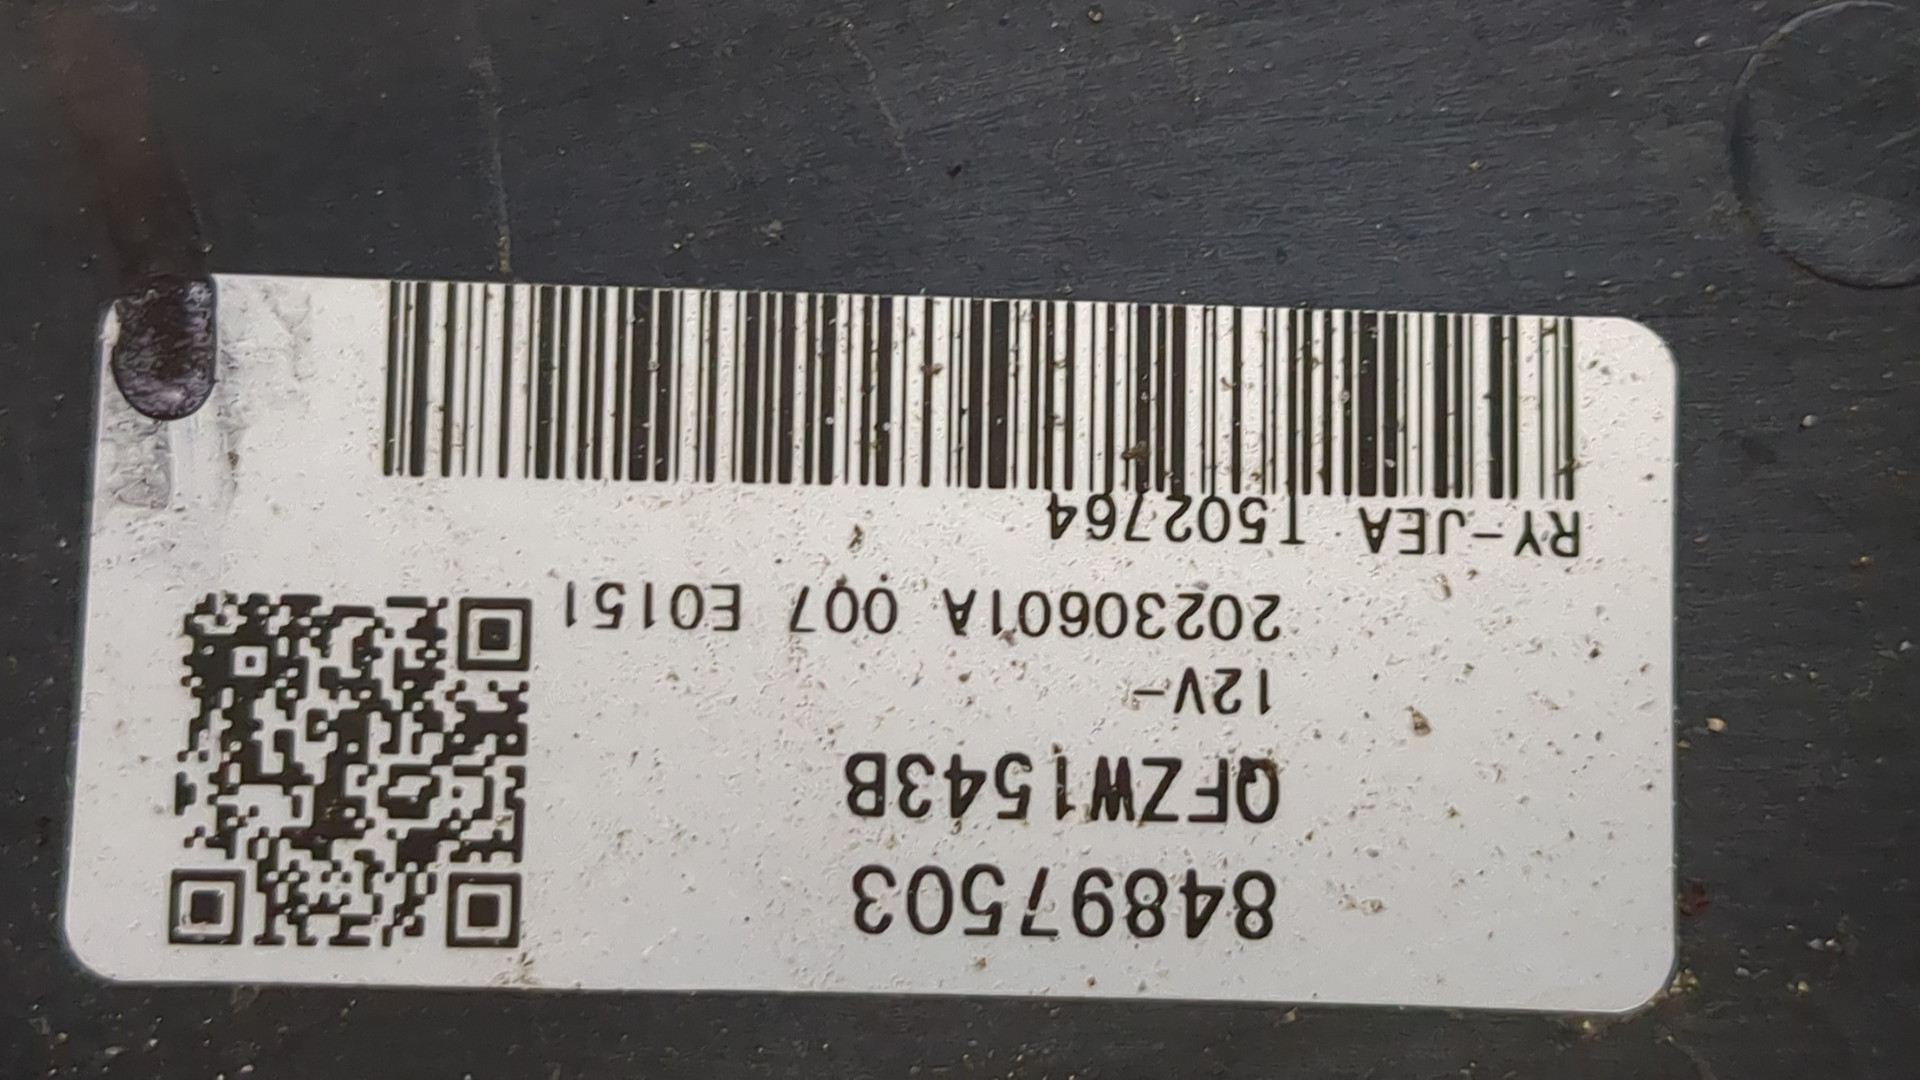 84897503
QFZW1543B
12V-
20230601A 007 E0151
RY-JEA T502764